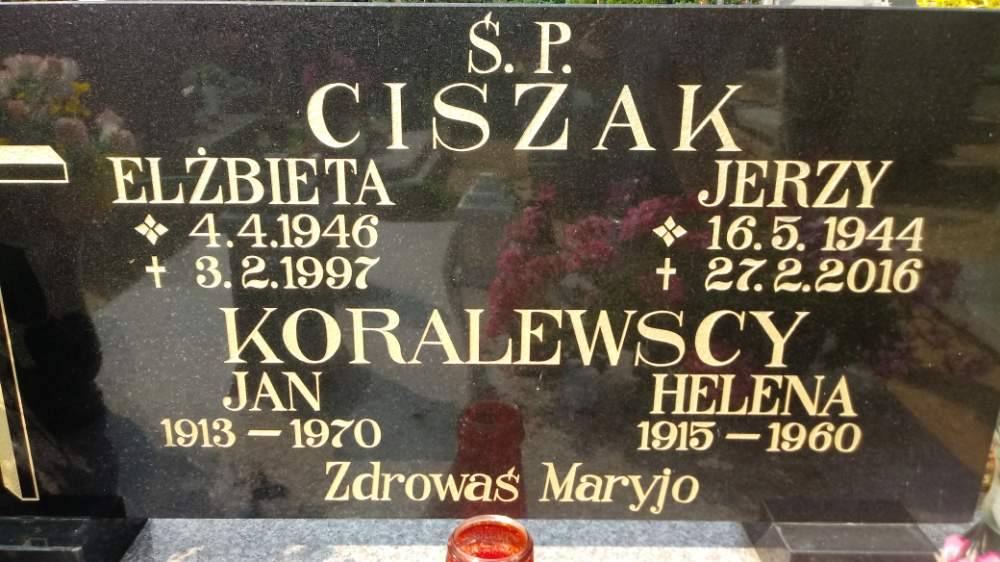 Ś. P.
CISZAK
ELŻBIETA JERZY
4.4.1946 16.5.1944
✝ 3.2.1997 ✝ 27.2.2016
KORALEWSCY
JAN HELENA
1913 – 1970 1915 – 1960
Zdrowaś Maryjo